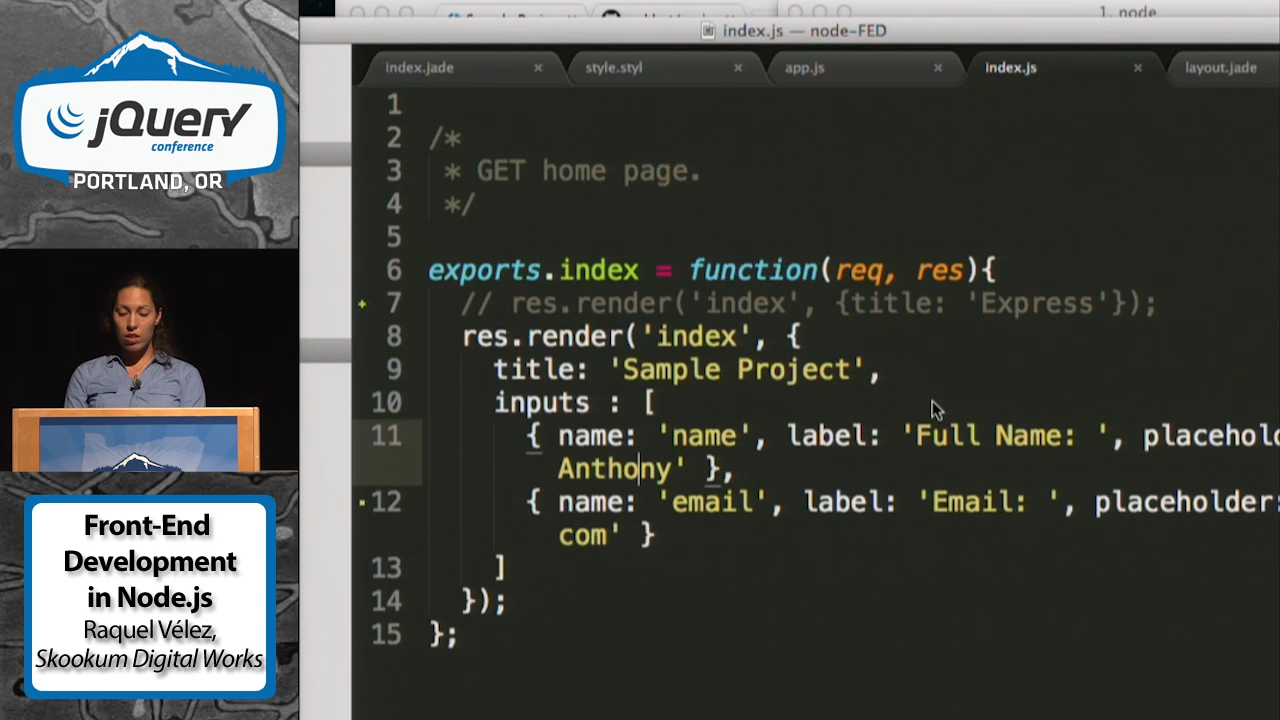 jQuery
conference
PORTLAND, OR
Front-End
Development
in Node.js
Raquel Vélez,
Skookum Digital Works
1. node
index.js — node-FED
index.jade × style.styl × app.js × index.js × layout.jade
1
2 /*
3 * GET home page.
4 */
5
6 exports.index = function(req, res){
7 // res.render('index', {title: 'Express'});
8 res.render('index', {
9 title: 'Sample Project',
10 inputs : [
11 { name: 'name', label: 'Full Name: ', placehol
Anthony' },
12 { name: 'email', label: 'Email: ', placeholder:
com' }
13 ]
14 });
15 };